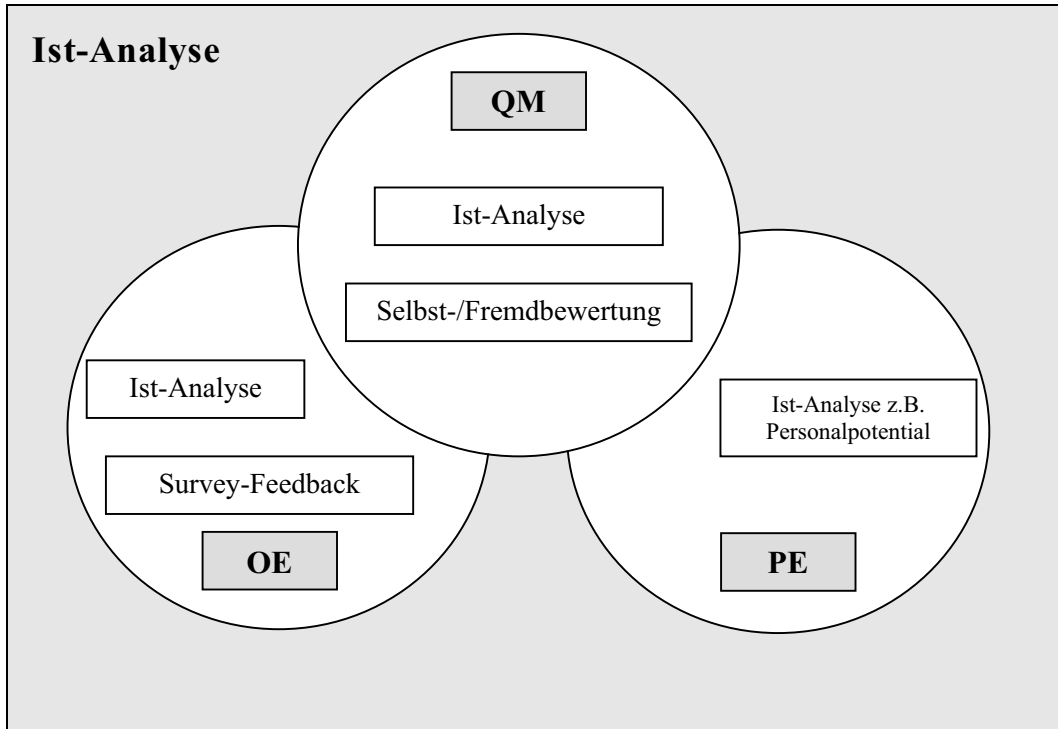 Ist-Analyse
QM
Ist-Analyse
Selbst-/Fremdbewertung
Ist-Analyse
Survey-Feedback
OE
Ist-Analyse z.B.
Personalpotential
PE